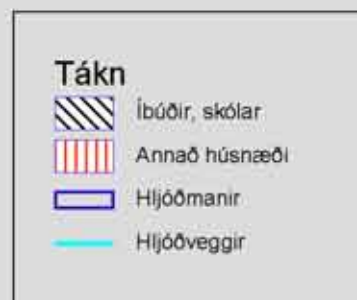 Tákn
Íbúðir, skólar
Annað húsnæði
Hljóðmanir
Hljóðveggir